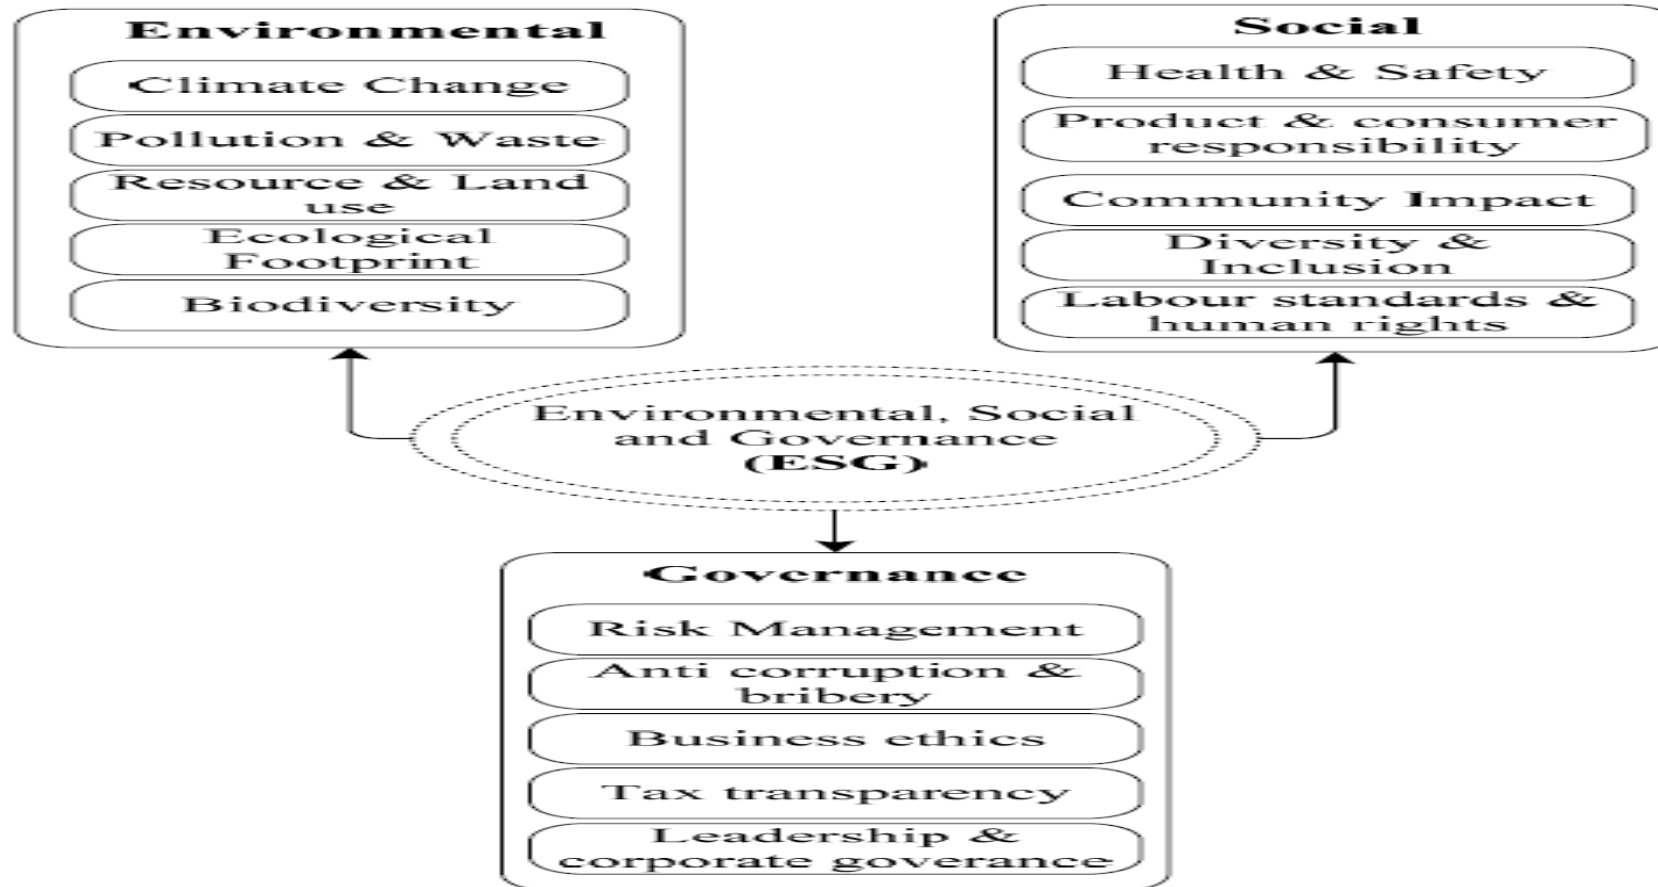 Environmental
Climate Change
Pollution & Waste
Resource & Land
use
Ecological
Footprint
Biodiversity
Social
Health & Safety
Product & consumer
responsibility
Community Impact
Diversity &
Inclusion
Labour standards &
human rights
Environmental, Social
and Governance
(ESG)
Governance
Risk Management
Anti corruption &
bribery
Business ethics
Tax transparency
Leadership &
corporate goverance